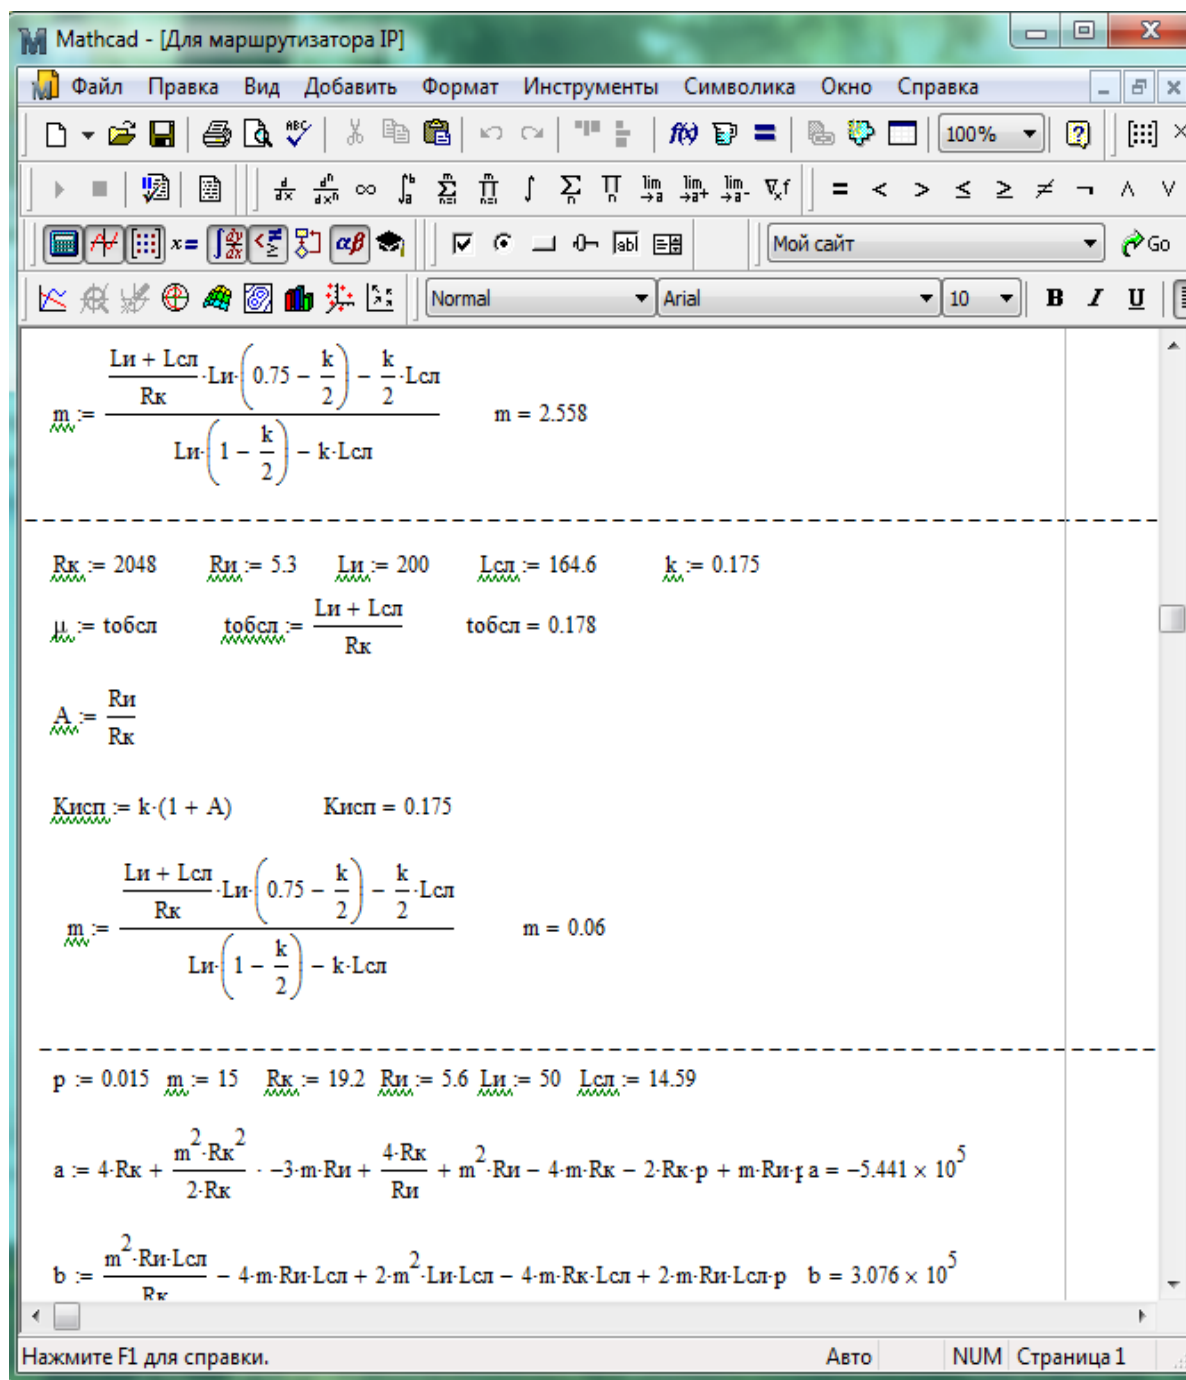 Mathcad - [Для маршрутизатора IP]
Файл Правка Вид Добавить Формат Инструменты Символика Окно Справка
100%
Мой сайт Go
Normal Arial 10 B I U
m := ((Lи + Lсл)/Rк · Lи · (0.75 − k/2) − k/2 · Lсл) / (Lи · (1 − k/2) − k · Lсл) m = 2.558
Rк := 2048 Rи := 5.3 Lи := 200 Lсл := 164.6 k := 0.175
μ := tобсл tобсл := (Lи + Lсл)/Rк tобсл = 0.178
A := Rи/Rк
Кисп := k·(1 + A) Кисп = 0.175
m := ((Lи + Lсл)/Rк · Lи · (0.75 − k/2) − k/2 · Lсл) / (Lи · (1 − k/2) − k · Lсл) m = 0.06
p := 0.015 m := 15 Rк := 19.2 Rи := 5.6 Lи := 50 Lсл := 14.59
a := 4·Rк + (m²·Rк²)/(2·Rк) · −3·m·Rи + (4·Rк)/Rи + m²·Rи − 4·m·Rк − 2·Rк·p + m·Rи·p a = −5.441 × 10⁵
b := (m²·Rи·Lсл)/Rк − 4·m·Rи·Lсл + 2·m²·Lи·Lсл − 4·m·Rк·Lсл + 2·m·Rи·Lсл·p b = 3.076 × 10⁵
Нажмите F1 для справки. Авто NUM Страница 1